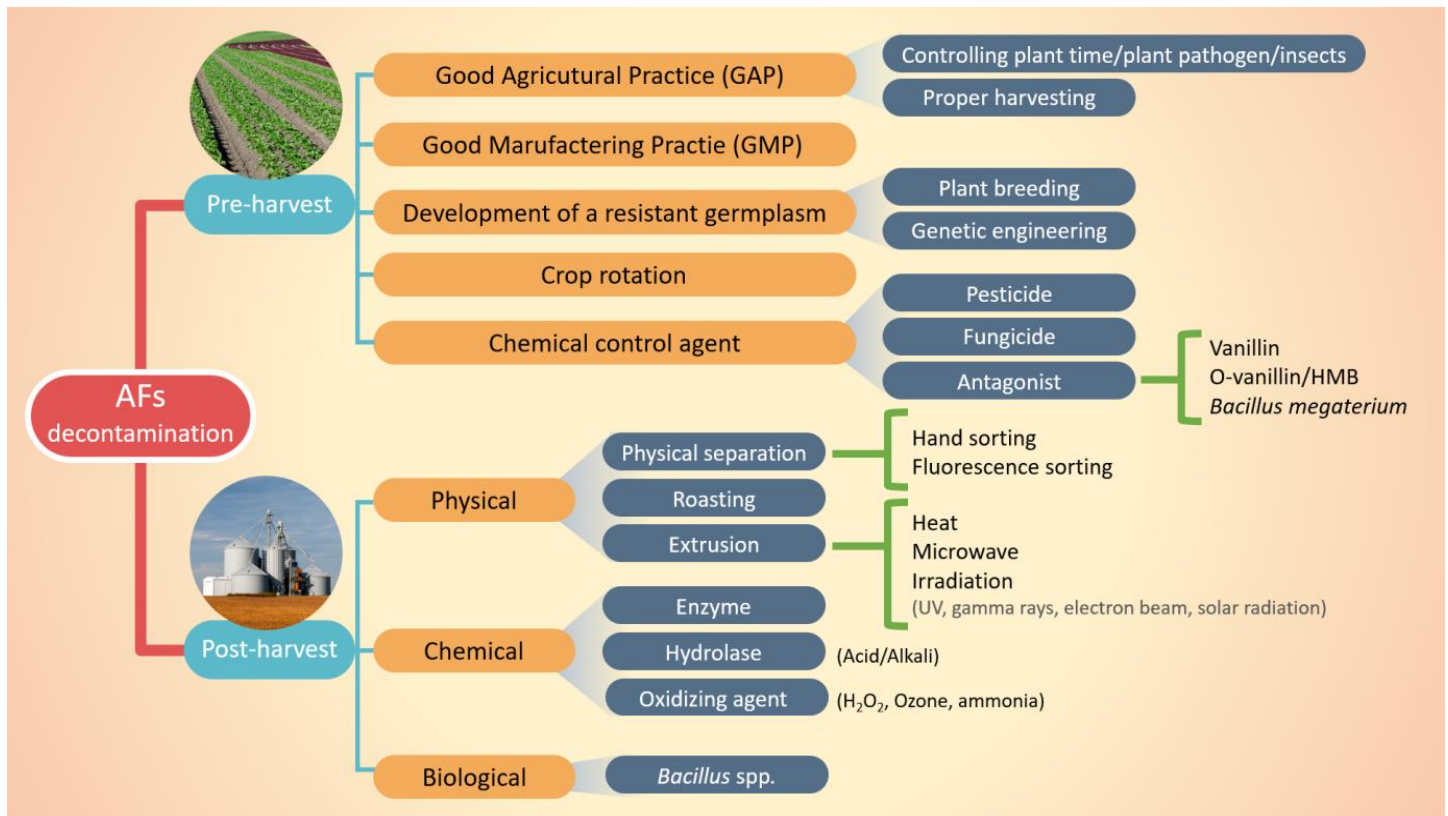 AFs
decontamination
Pre-harvest
Good Agricutural Practice (GAP)
Controlling plant time/plant pathogen/insects
Proper harvesting
Good Marufactering Practie (GMP)
Development of a resistant germplasm
Plant breeding
Genetic engineering
Crop rotation
Chemical control agent
Pesticide
Fungicide
Antagonist
Vanillin
O-vanillin/HMB
Bacillus megaterium
Post-harvest
Physical
Physical separation
Hand sorting
Fluorescence sorting
Roasting
Extrusion
Heat
Microwave
Irradiation
(UV, gamma rays, electron beam, solar radiation)
Chemical
Enzyme
Hydrolase (Acid/Alkali)
Oxidizing agent (H₂O₂, Ozone, ammonia)
Biological
Bacillus spp.